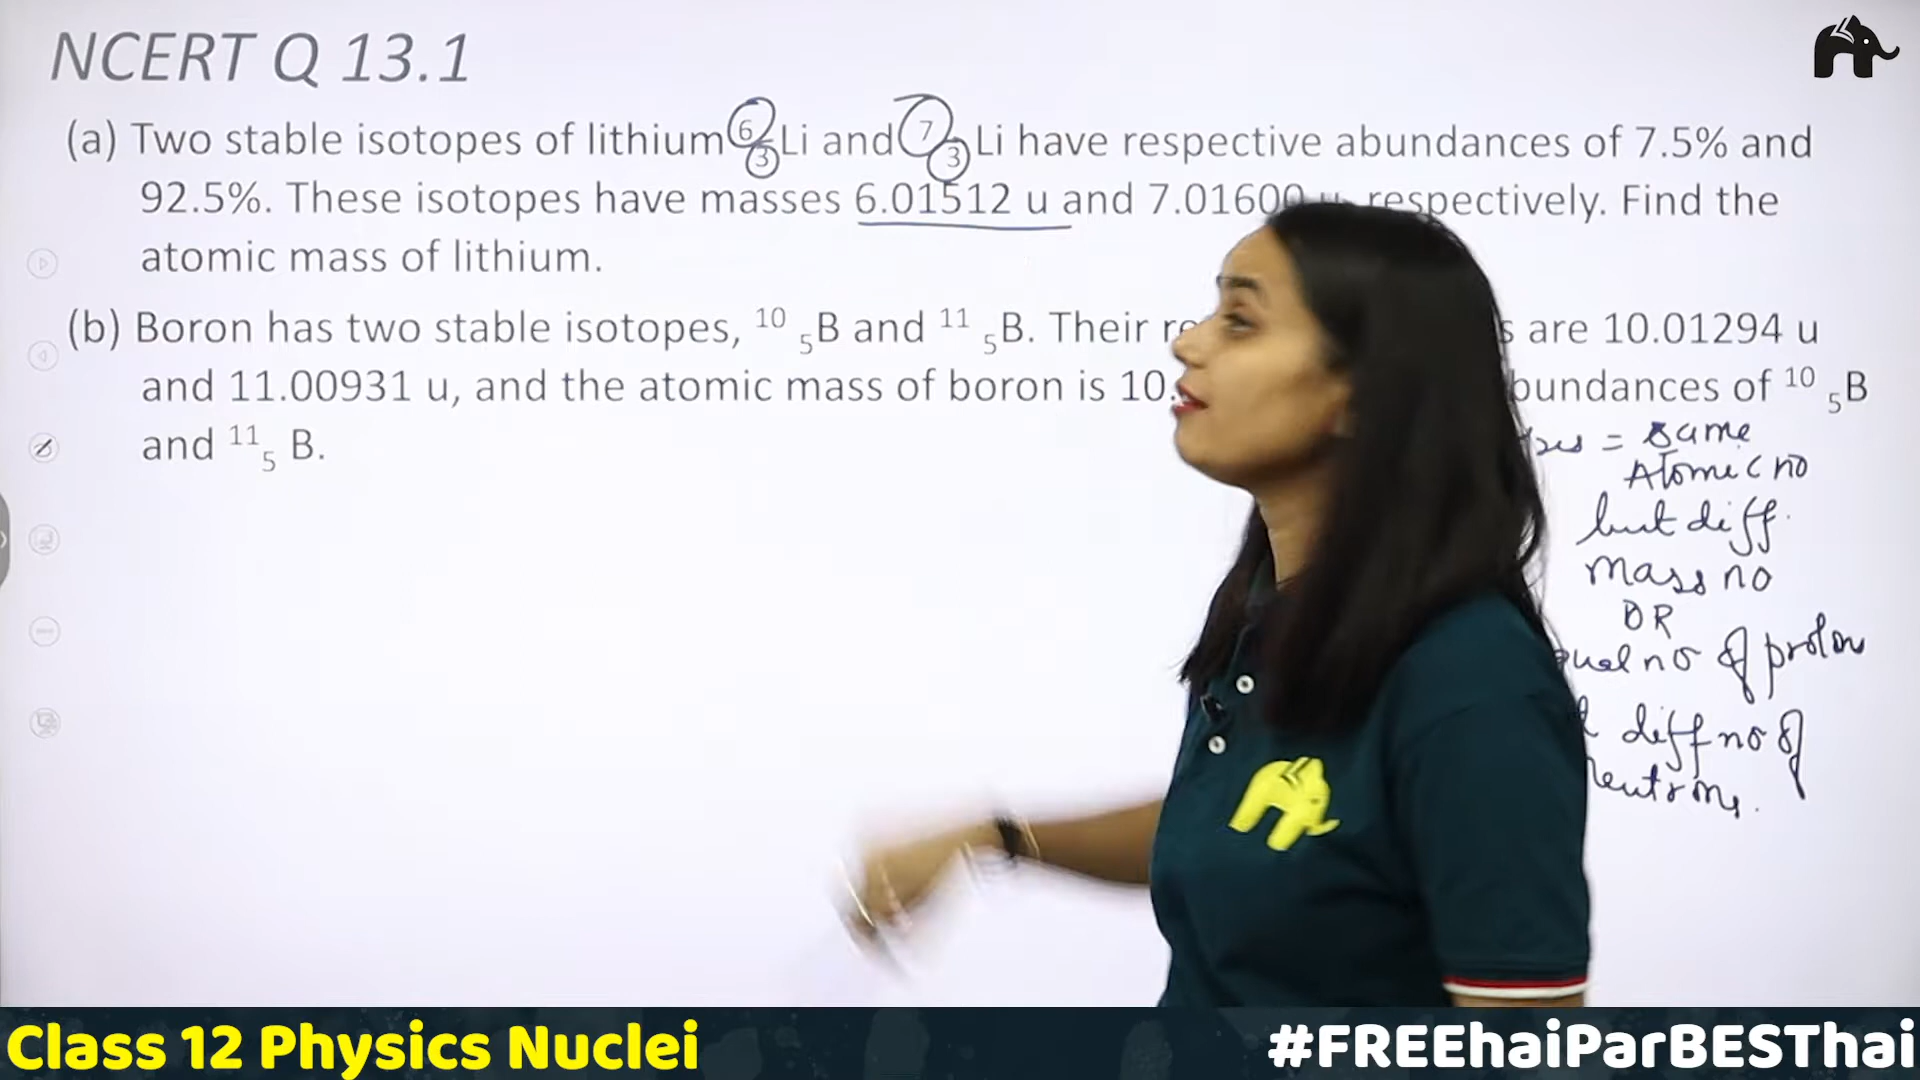 NCERT Q 13.1
(a) Two stable isotopes of lithium 6 3 Li and 7 3 Li have respective abundances of 7.5% and
92.5%. These isotopes have masses 6.01512 u and 7.01600 respectively. Find the
atomic mass of lithium.
(b) Boron has two stable isotopes, 10 5B and 11 5B. Their are 10.01294 u
and 11.00931 u, and the atomic mass of boron is 10. of 10 5B
and 11 5 B.
= same
Atomic no
but diff.
mass no
OR
no of proton
diff no of
neutrons.
Class 12 Physics Nuclei
#FREEhaiParBESThai